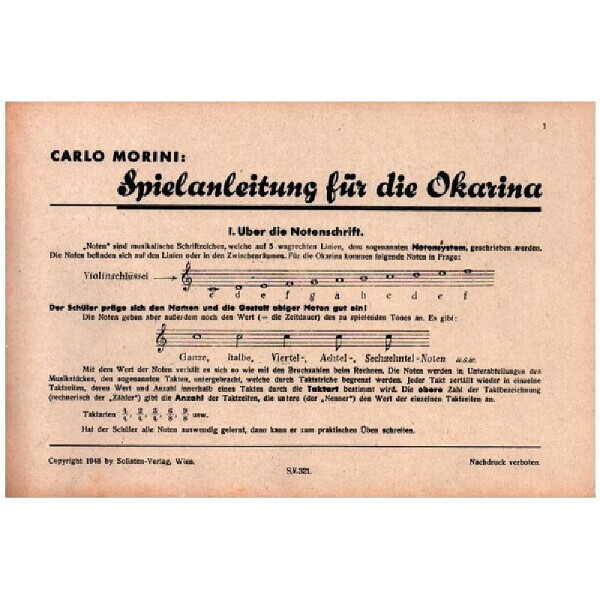 1
CARLO MORINI:
Spielanleitung für die Okarina
I. Über die Notenschrift.
„Noten" sind musikalische Schriftzeichen, welche auf 5 wagrechten Linien, dem sogenannten Notensystem, geschrieben werden.
Die Noten befinden sich auf den Linien oder in den Zwischenräumen. Für die Okarina kommen folgende Noten in Frage:
Violinschlüssel
c d e f g a h c d e f
Der Schüler präge sich den Namen und die Gestalt obiger Noten gut ein!
Die Noten geben aber außerdem noch den Wert (— die Zeitdauer) des zu spielenden Tones an. Es gibt:
Ganze, Halbe, Viertel-, Achtel-, Sechzehntel-Noten u.s.w.
Mit dem Wert der Noten verhält es sich so wie mit den Bruchzahlen beim Rechnen. Die Noten werden in Unterabteilungen des
Musikstückes, den sogenannten Takten, untergebracht, welche durch Taktstriche begrenzt werden. Jeder Takt zerfällt wieder in einzelne
Taktzeiten, deren Wert und Anzahl innerhalb eines Taktes durch die Taktart bestimmt wird. Die obere Zahl der Taktbezeichnung
(rechnerisch der „Zähler") gibt die Anzahl der Taktzeiten, die untere (der „Nenner") den Wert der einzelnen Taktzeiten an.
Taktarten usw.
Hat der Schüler alle Noten auswendig gelernt, dann kann er zum praktischen Üben schreiten.
Copyright 1948 by Solisten-Verlag, Wien. Nachdruck verboten.
S.V.321.